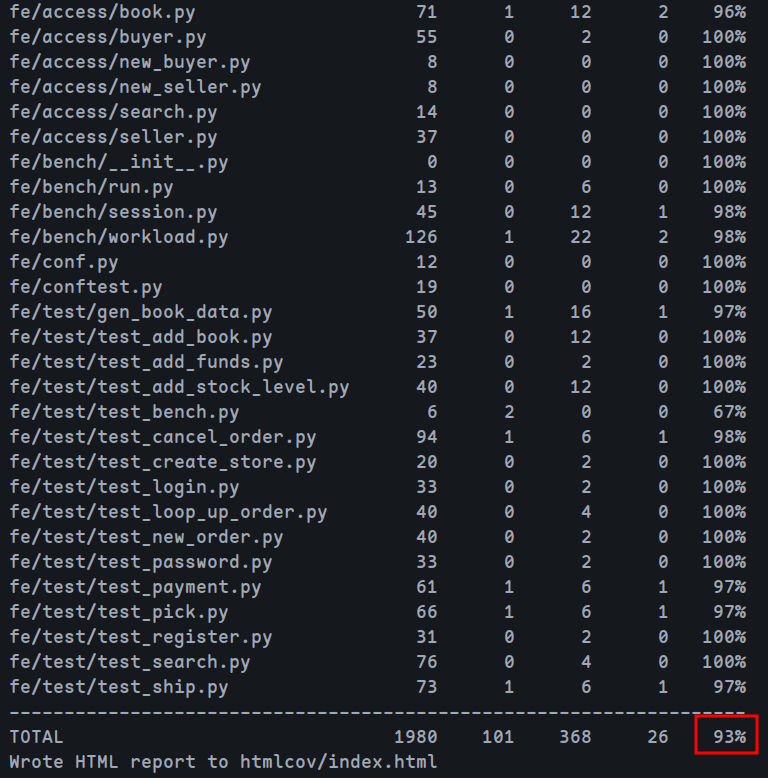 fe/access/book.py 71 1 12 2 96%
fe/access/buyer.py 55 0 2 0 100%
fe/access/new_buyer.py 8 0 0 0 100%
fe/access/new_seller.py 8 0 0 0 100%
fe/access/search.py 14 0 0 0 100%
fe/access/seller.py 37 0 0 0 100%
fe/bench/__init__.py 0 0 0 0 100%
fe/bench/run.py 13 0 6 0 100%
fe/bench/session.py 45 0 12 1 98%
fe/bench/workload.py 126 1 22 2 98%
fe/conf.py 12 0 0 0 100%
fe/conftest.py 19 0 0 0 100%
fe/test/gen_book_data.py 50 1 16 1 97%
fe/test/test_add_book.py 37 0 12 0 100%
fe/test/test_add_funds.py 23 0 2 0 100%
fe/test/test_add_stock_level.py 40 0 12 0 100%
fe/test/test_bench.py 6 2 0 0 67%
fe/test/test_cancel_order.py 94 1 6 1 98%
fe/test/test_create_store.py 20 0 2 0 100%
fe/test/test_login.py 33 0 2 0 100%
fe/test/test_loop_up_order.py 40 0 4 0 100%
fe/test/test_new_order.py 40 0 2 0 100%
fe/test/test_password.py 33 0 2 0 100%
fe/test/test_payment.py 61 1 6 1 97%
fe/test/test_pick.py 66 1 6 1 97%
fe/test/test_register.py 31 0 2 0 100%
fe/test/test_search.py 76 0 4 0 100%
fe/test/test_ship.py 73 1 6 1 97%
-------------------------------------------------------------------
TOTAL 1980 101 368 26 93%
Wrote HTML report to htmlcov/index.html